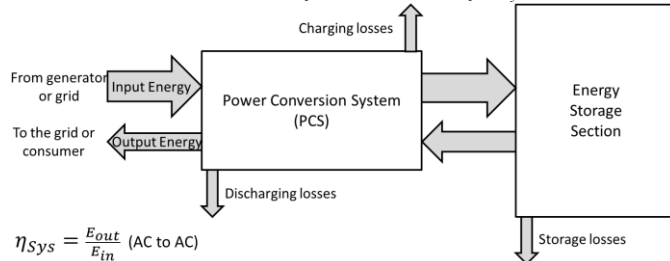 Charging losses
From generator
or grid
Input Energy
Power Conversion System
(PCS)
Energy
Storage
Section
To the grid or
consumer
Output Energy
Discharging losses
η_Sys = E_out/E_in (AC to AC)
Storage losses